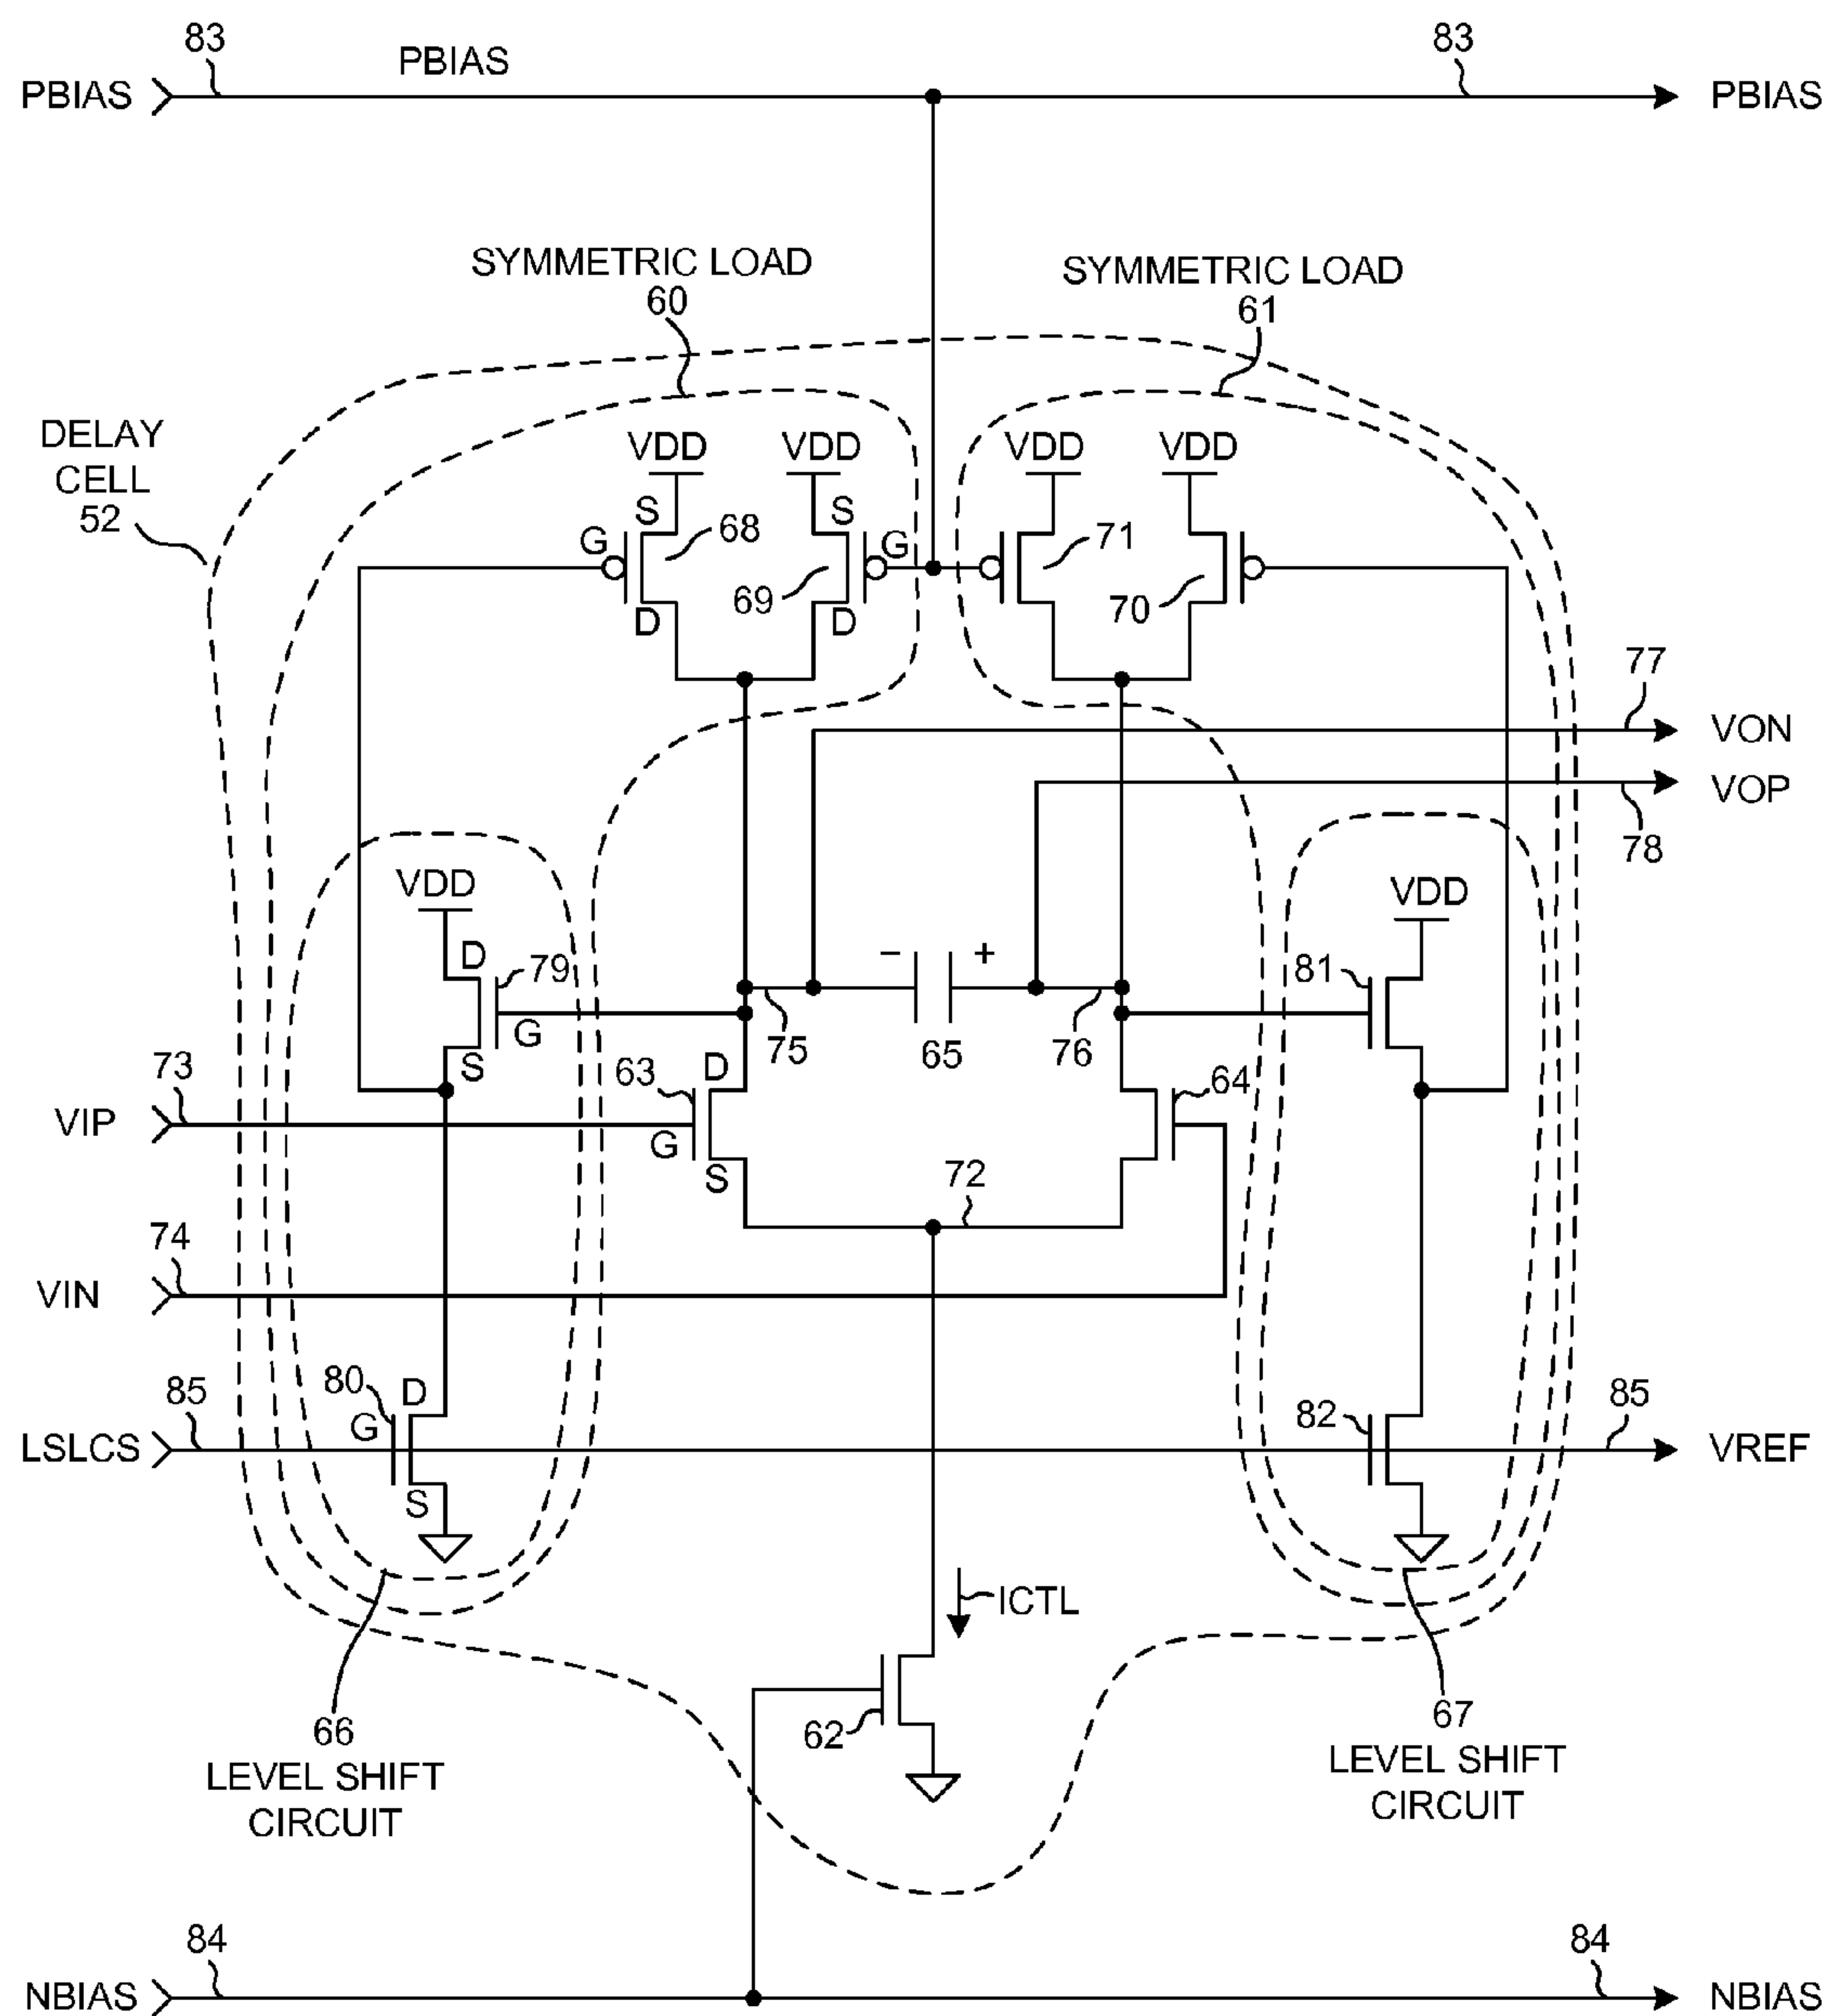 83
PBIAS
83
PBIAS
PBIAS
SYMMETRIC LOAD
60
SYMMETRIC LOAD
61
DELAY
CELL
52
VDD
VDD
VDD
VDD
S
S
G
68
G
71
69
70
D
D
77
VON
VOP
78
VDD
VDD
D
79
- +
81
G
S
75
65
76
73
63
D
64
VIP
G
S
72
74
VIN
80
D
85
G
82
85
LSLCS
VREF
S
ICTL
66
LEVEL SHIFT
CIRCUIT
62
67
LEVEL SHIFT
CIRCUIT
84
84
NBIAS
NBIAS